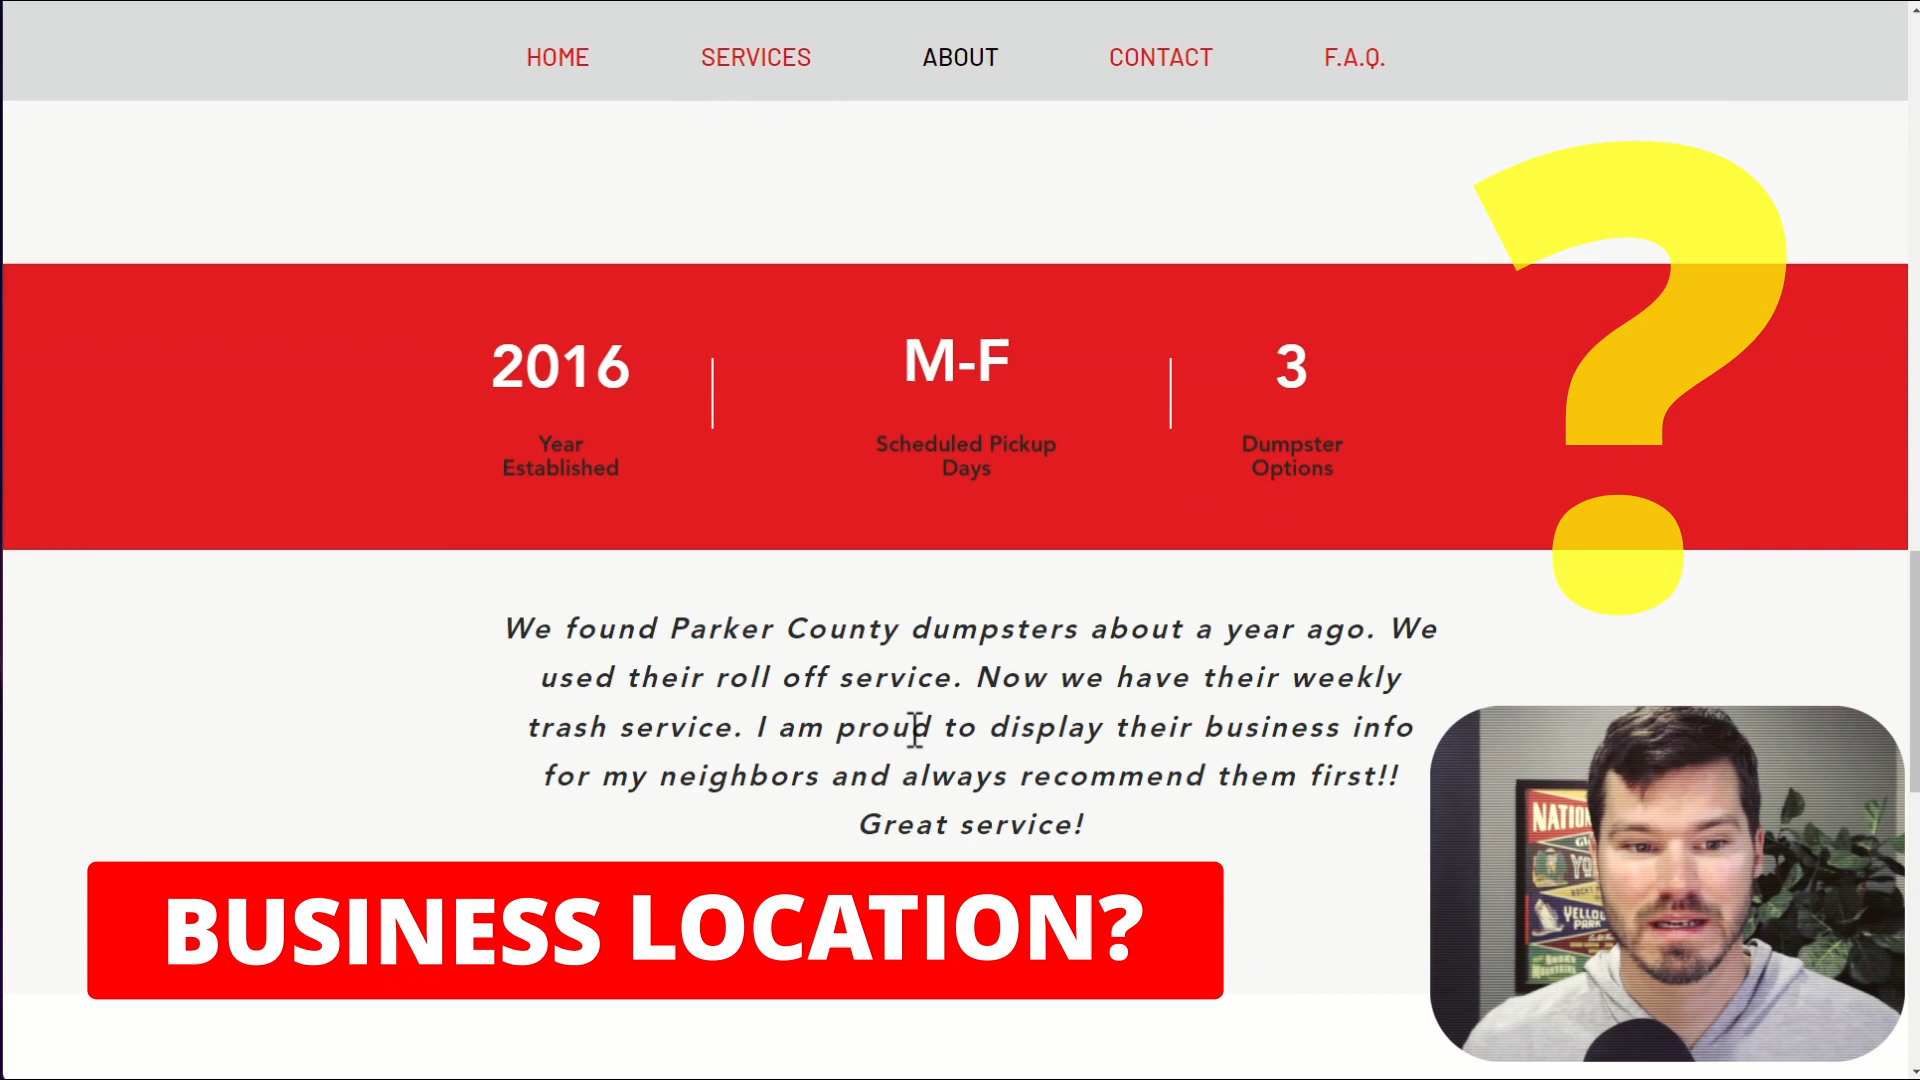 HOME SERVICES ABOUT CONTACT F.A.Q.
?
2016 M-F 3
Year Scheduled Pickup Dumpster
Established Days Options
We found Parker County dumpsters about a year ago. We
used their roll off service. Now we have their weekly
trash service. I am proud to display their business info
for my neighbors and always recommend them first!!
Great service!
BUSINESS LOCATION?